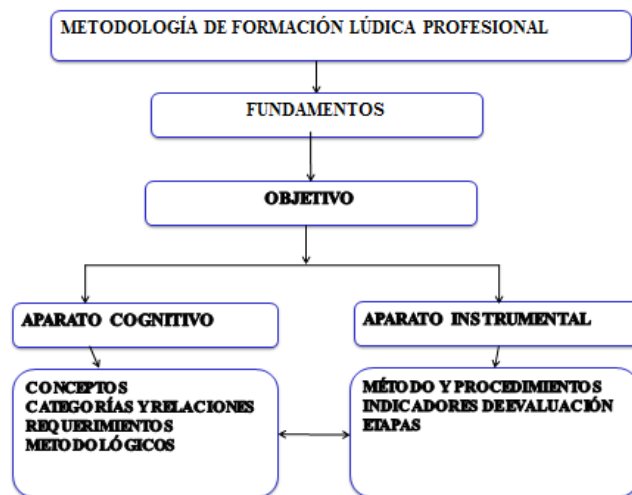 METODOLOGÍA DE FORMACIÓN LÚDICA PROFESIONAL
FUNDAMENTOS
OBJETIVO
APARATO COGNITIVO
APARATO INSTRUMENTAL
CONCEPTOS
CATEGORÍAS Y RELACIONES
REQUERIMIENTOS
METODOLÓGICOS
MÉTODO Y PROCEDIMIENTOS
INDICADORES DE EVALUACIÓN
ETAPAS